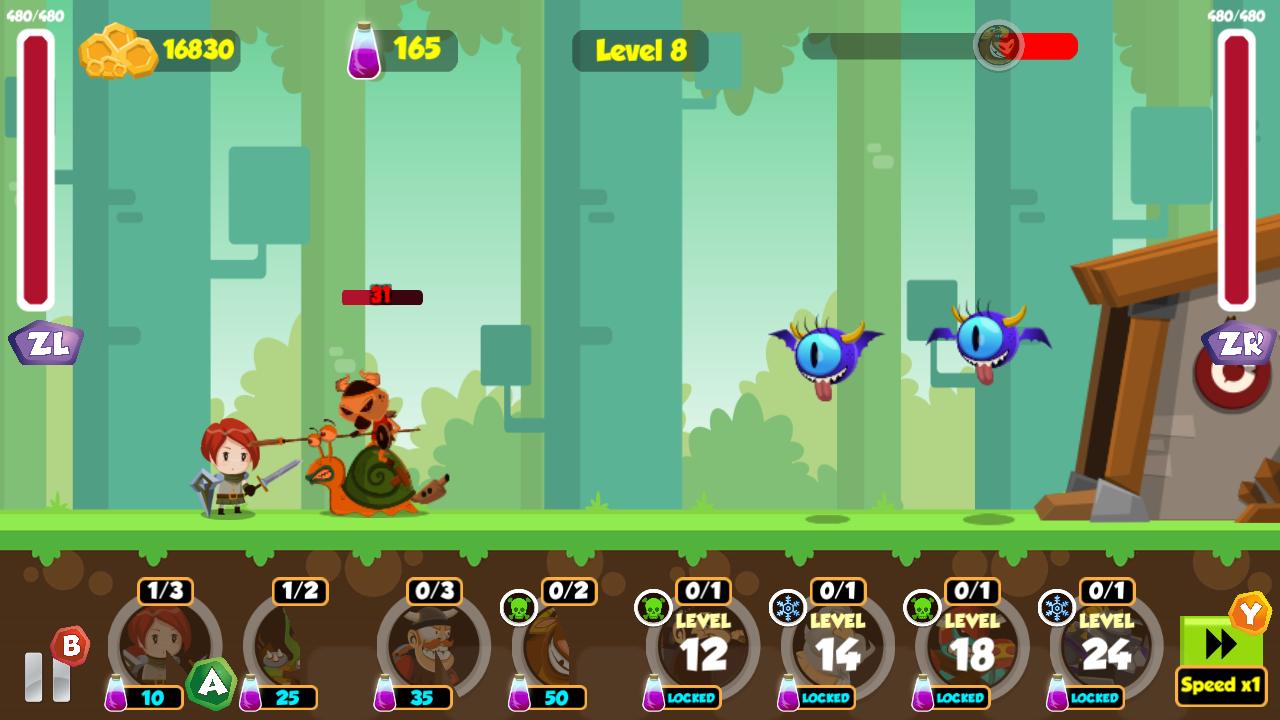 480/480
16830
165
Level 8
480/480
ZL
ZR
31
1/3
1/2
0/3
0/2
0/1
0/1
0/1
0/1
LEVEL
12
LEVEL
14
LEVEL
18
LEVEL
24
Y
B
A
10
25
35
50
LOCKED
LOCKED
LOCKED
LOCKED
Speed x1